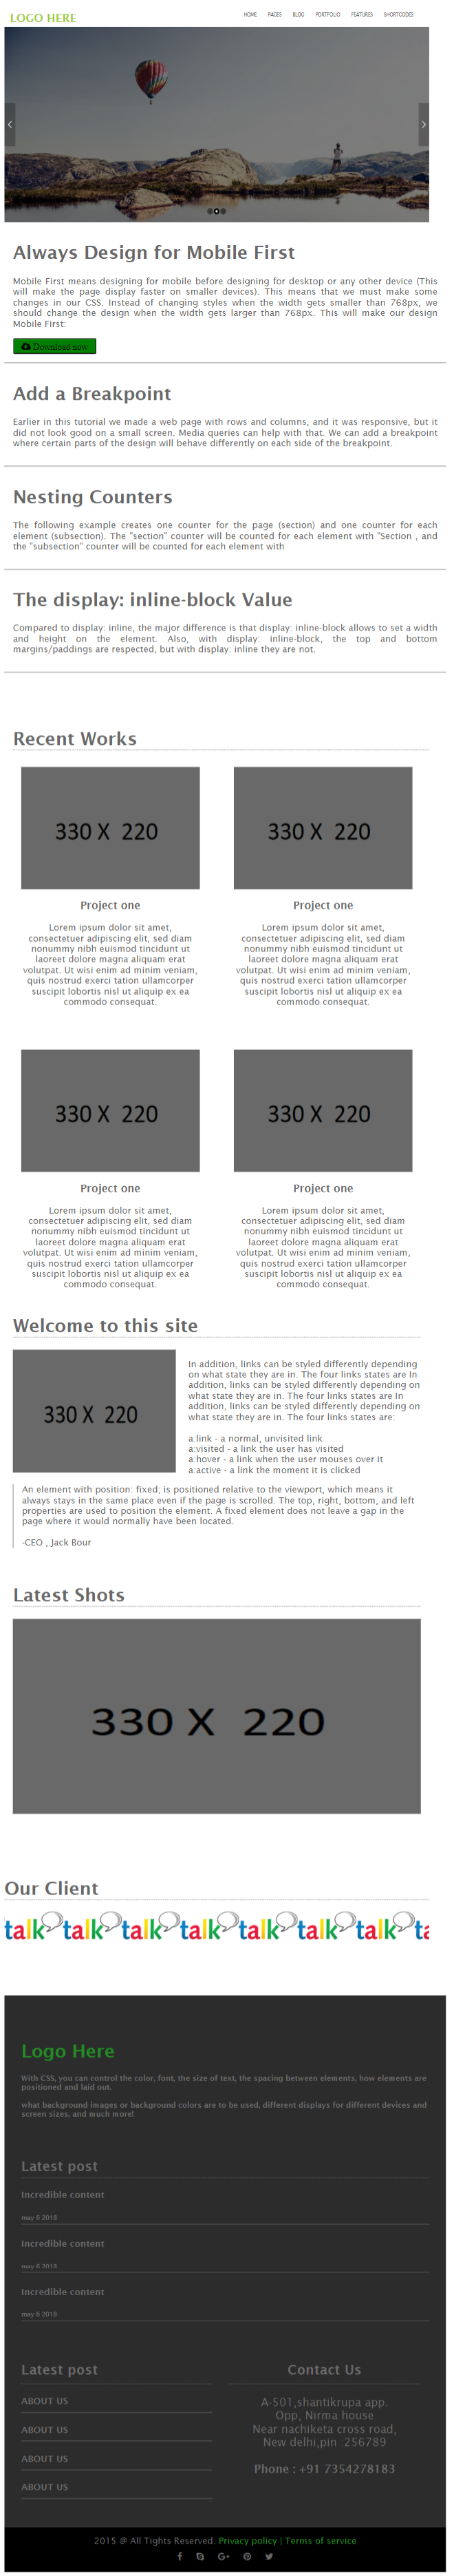 LOGO HERE
HOME PAGES BLOG PORTFOLIO FEATURES SHORTCODES
Always Design for Mobile First
Mobile First means designing for mobile before designing for desktop or any other device (This
will make the page display faster on smaller devices). This means that we must make some
changes in our CSS. Instead of changing styles when the width gets smaller than 768px, we
should change the design when the width gets larger than 768px. This will make our design
Mobile First:
Download now
Add a Breakpoint
Earlier in this tutorial we made a web page with rows and columns, and it was responsive, but it
did not look good on a small screen. Media queries can help with that. We can add a breakpoint
where certain parts of the design will behave differently on each side of the breakpoint.
Nesting Counters
The following example creates one counter for the page (section) and one counter for each
element (subsection). The "section" counter will be counted for each element with "Section , and
the "subsection" counter will be counted for each element with
The display: inline-block Value
Compared to display: inline, the major difference is that display: inline-block allows to set a width
and height on the element. Also, with display: inline-block, the top and bottom
margins/paddings are respected, but with display: inline they are not.
Recent Works
330 X 220
330 X 220
Project one
Project one
Lorem ipsum dolor sit amet,
consectetuer adipiscing elit, sed diam
nonummy nibh euismod tincidunt ut
laoreet dolore magna aliquam erat
volutpat. Ut wisi enim ad minim veniam,
quis nostrud exerci tation ullamcorper
suscipit lobortis nisl ut aliquip ex ea
commodo consequat.
Lorem ipsum dolor sit amet,
consectetuer adipiscing elit, sed diam
nonummy nibh euismod tincidunt ut
laoreet dolore magna aliquam erat
volutpat. Ut wisi enim ad minim veniam,
quis nostrud exerci tation ullamcorper
suscipit lobortis nisl ut aliquip ex ea
commodo consequat.
330 X 220
330 X 220
Project one
Project one
Lorem ipsum dolor sit amet,
consectetuer adipiscing elit, sed diam
nonummy nibh euismod tincidunt ut
laoreet dolore magna aliquam erat
volutpat. Ut wisi enim ad minim veniam,
quis nostrud exerci tation ullamcorper
suscipit lobortis nisl ut aliquip ex ea
commodo consequat.
Lorem ipsum dolor sit amet,
consectetuer adipiscing elit, sed diam
nonummy nibh euismod tincidunt ut
laoreet dolore magna aliquam erat
volutpat. Ut wisi enim ad minim veniam,
quis nostrud exerci tation ullamcorper
suscipit lobortis nisl ut aliquip ex ea
commodo consequat.
Welcome to this site
330 X 220
In addition, links can be styled differently depending
on what state they are in. The four links states are In
addition, links can be styled differently depending on
what state they are in. The four links states are In
addition, links can be styled differently depending on
what state they are in. The four links states are:
a:link - a normal, unvisited link
a:visited - a link the user has visited
a:hover - a link when the user mouses over it
a:active - a link the moment it is clicked
An element with position: fixed; is positioned relative to the viewport, which means it
always stays in the same place even if the page is scrolled. The top, right, bottom, and left
properties are used to position the element. A fixed element does not leave a gap in the
page where it would normally have been located.
-CEO , Jack Bour
Latest Shots
330 X 220
Our Client
talk talk talk talk talk talk talk t
Logo Here
With CSS, you can control the color, font, the size of text, the spacing between elements, how elements are
positioned and laid out.
what background images or background colors are to be used, different displays for different devices and
screen sizes, and much more!
Latest post
Incredible content
may 8 2018
Incredible content
may 8 2018
Incredible content
may 8 2018
Latest post
ABOUT US
ABOUT US
ABOUT US
ABOUT US
Contact Us
A-501,shantikrupa app.
Opp, Nirma house
Near nachiketa cross road,
New delhi,pin :256789
Phone : +91 7354278183
2015 @ All Tights Reserved. Privacy policy | Terms of service